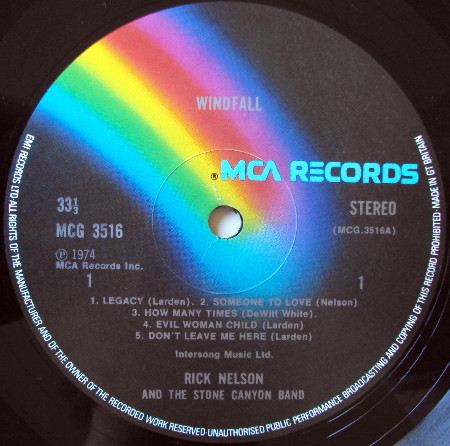 WINDFALL
® MCA RECORDS
33⅓
MCG 3516
STEREO
(MCG.3516A)
℗ 1974
MCA Records Inc.
1
1
1. LEGACY (Larden). 2. SOMEONE TO LOVE (Nelson)
3. HOW MANY TIMES (DeWitt White).
4. EVIL WOMAN CHILD (Larden)
5. DON'T LEAVE ME HERE (Larden)
Intersong Music Ltd.
RICK NELSON
AND THE STONE CANYON BAND
EMI RECORDS LTD ALL RIGHTS OF THE MANUFACTURER AND OF THE OWNER OF THE RECORDED WORK RESERVED·UNAUTHORISED PUBLIC PERFORMANCE BROADCASTING AND COPYING OF THIS RECORD PROHIBITED·MADE IN GT BRITAIN